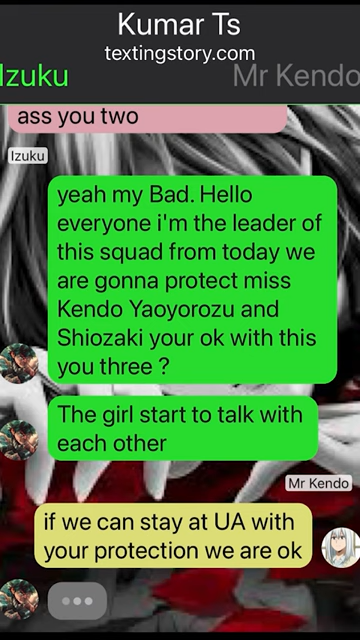 Kumar Ts
textingstory.com
Izuku
Mr Kendo
ass you two
Izuku
yeah my Bad. Hello
everyone i'm the leader of
this squad from today we
are gonna protect miss
Kendo Yaoyorozu and
Shiozaki your ok with this
you three ?
The girl start to talk with
each other
Mr Kendo
if we can stay at UA with
your protection we are ok